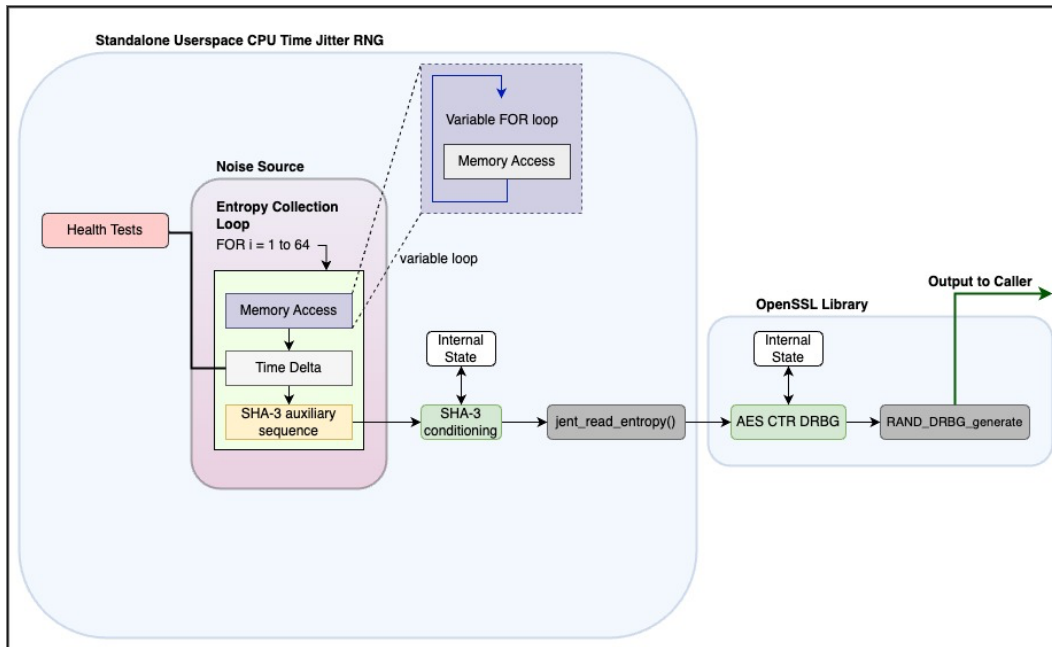 Standalone Userspace CPU Time Jitter RNG
Variable FOR loop
Memory Access
Noise Source
Entropy Collection
Loop
FOR i = 1 to 64
Health Tests
variable loop
Memory Access
Time Delta
SHA-3 auxiliary
sequence
Internal
State
SHA-3
conditioning
jent_read_entropy()
Output to Caller
OpenSSL Library
Internal
State
AES CTR DRBG
RAND_DRBG_generate